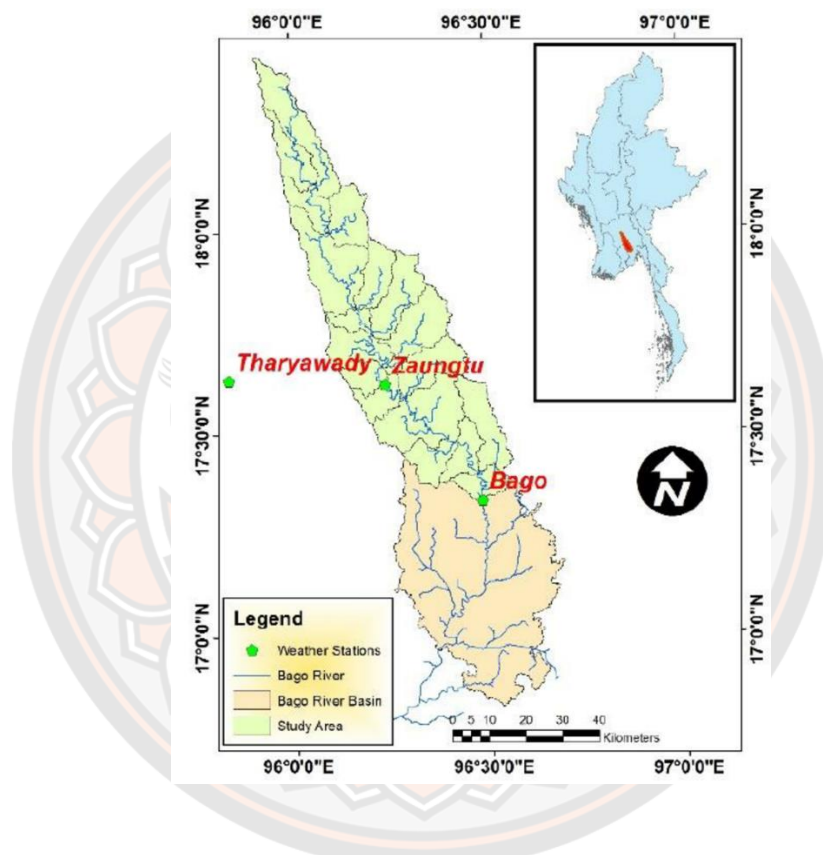 96°0'0"E 96°30'0"E 97°0'0"E
18°0'0"N 18°0'0"N
Tharyawady Zaungtu
17°30'0"N 17°30'0"N
Bago
N
17°0'0"N 17°0'0"N
Legend
Weather Stations
Bago River
Bago River Basin
Study Area
0 5 10 20 30 40
Kilometers
96°0'0"E 96°30'0"E 97°0'0"E